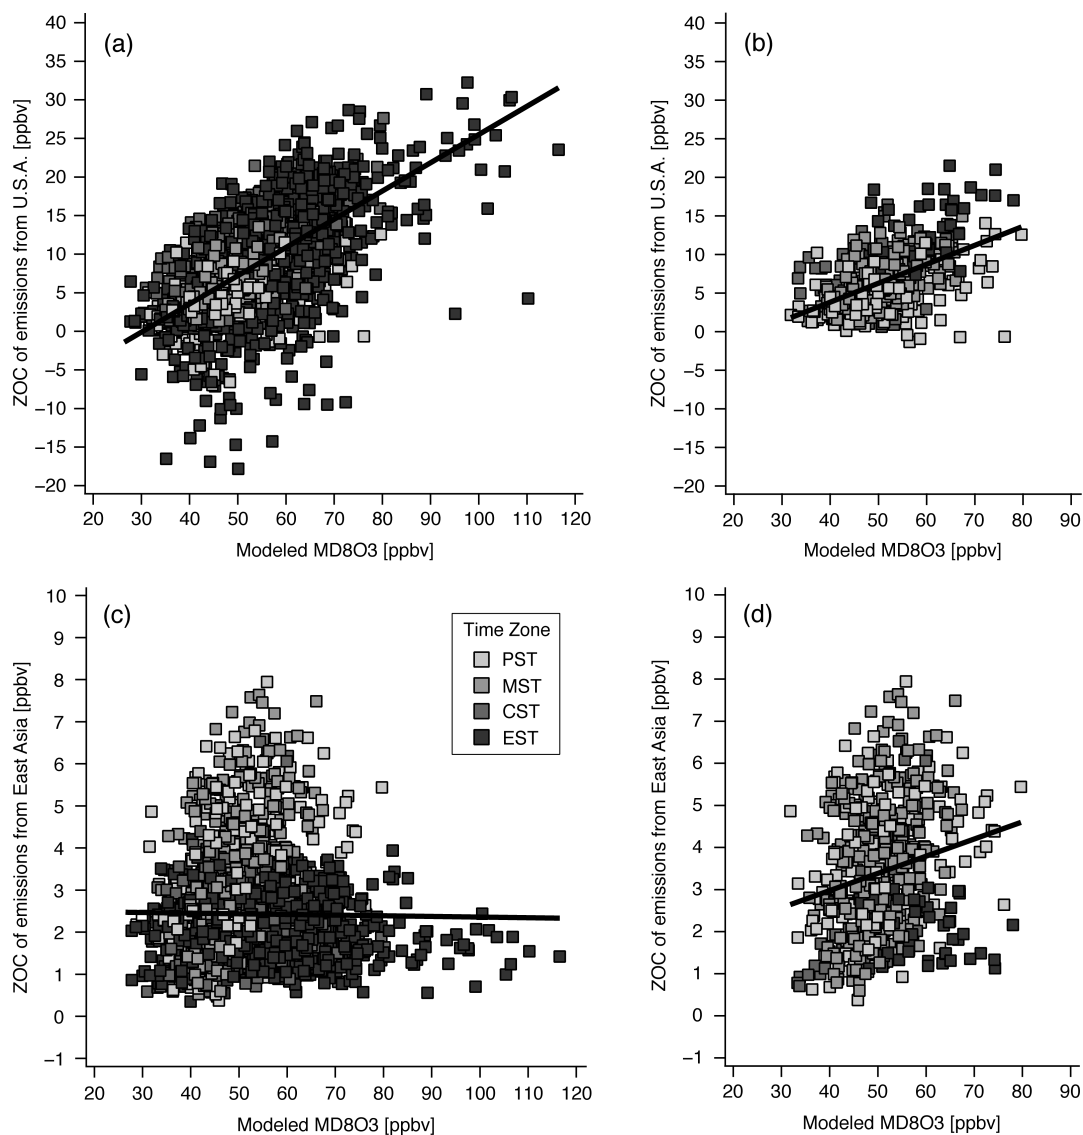 (a)
40
35
30
25
20
15
10
5
0
−5
−10
−15
−20
ZOC of emissions from U.S.A. [ppbv]
20 30 40 50 60 70 80 90 100 110 120
Modeled MD8O3 [ppbv]
(b)
40
35
30
25
20
15
10
5
0
−5
−10
−15
−20
ZOC of emissions from U.S.A. [ppbv]
20 30 40 50 60 70 80 90
Modeled MD8O3 [ppbv]
(c)
10
9
8
7
6
5
4
3
2
1
0
−1
ZOC of emissions from East Asia [ppbv]
Time Zone
PST
MST
CST
EST
20 30 40 50 60 70 80 90 100 110 120
Modeled MD8O3 [ppbv]
(d)
10
9
8
7
6
5
4
3
2
1
0
−1
ZOC of emissions from East Asia [ppbv]
20 30 40 50 60 70 80 90
Modeled MD8O3 [ppbv]